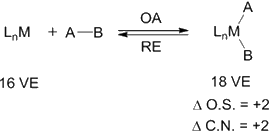 A
LₙM + A—B OA LₙM
RE B
16 VE 18 VE
Δ O.S. = +2
Δ C.N. = +2